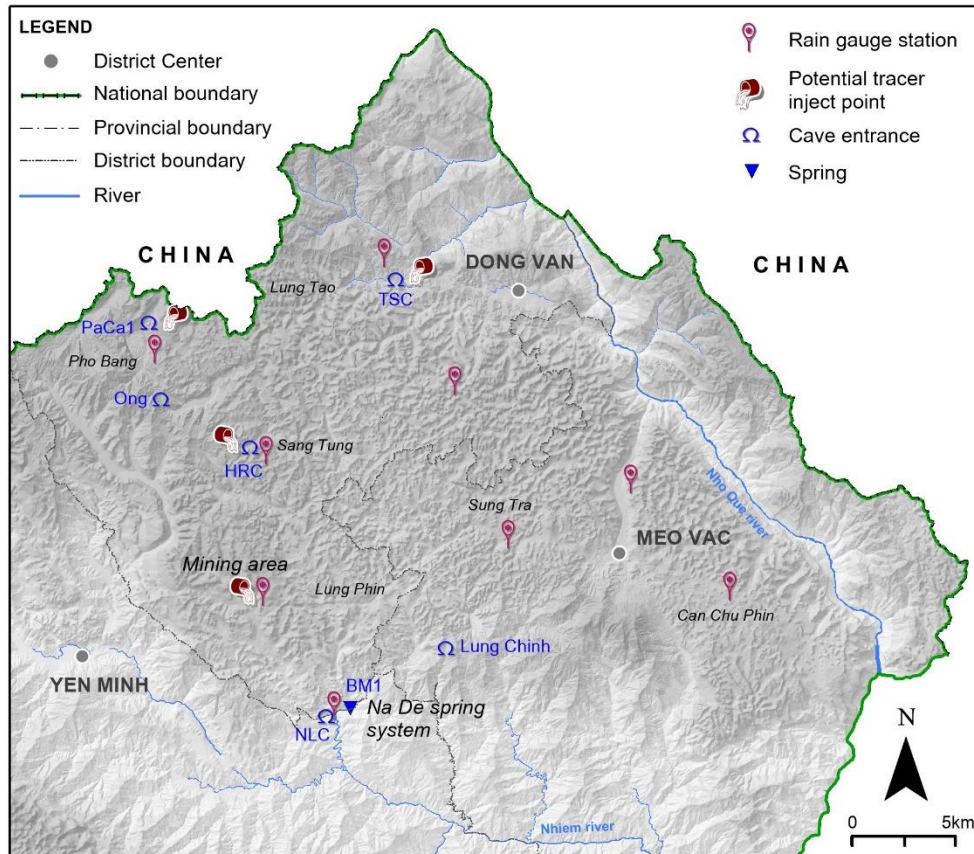 LEGEND
District Center
National boundary
Provincial boundary
District boundary
River
Rain gauge station
Potential tracer
inject point
Cave entrance
Spring
CHINA
CHINA
DONG VAN
Lung Tao
TSC
PaCa1
Pho Bang
Ong
Sang Tung
HRC
Nho Que river
Sung Tra
MEO VAC
Mining area
Lung Phin
Can Chu Phin
Lung Chinh
YEN MINH
BM1
Na De spring
system
NLC
N
Nhiem river
0 5km